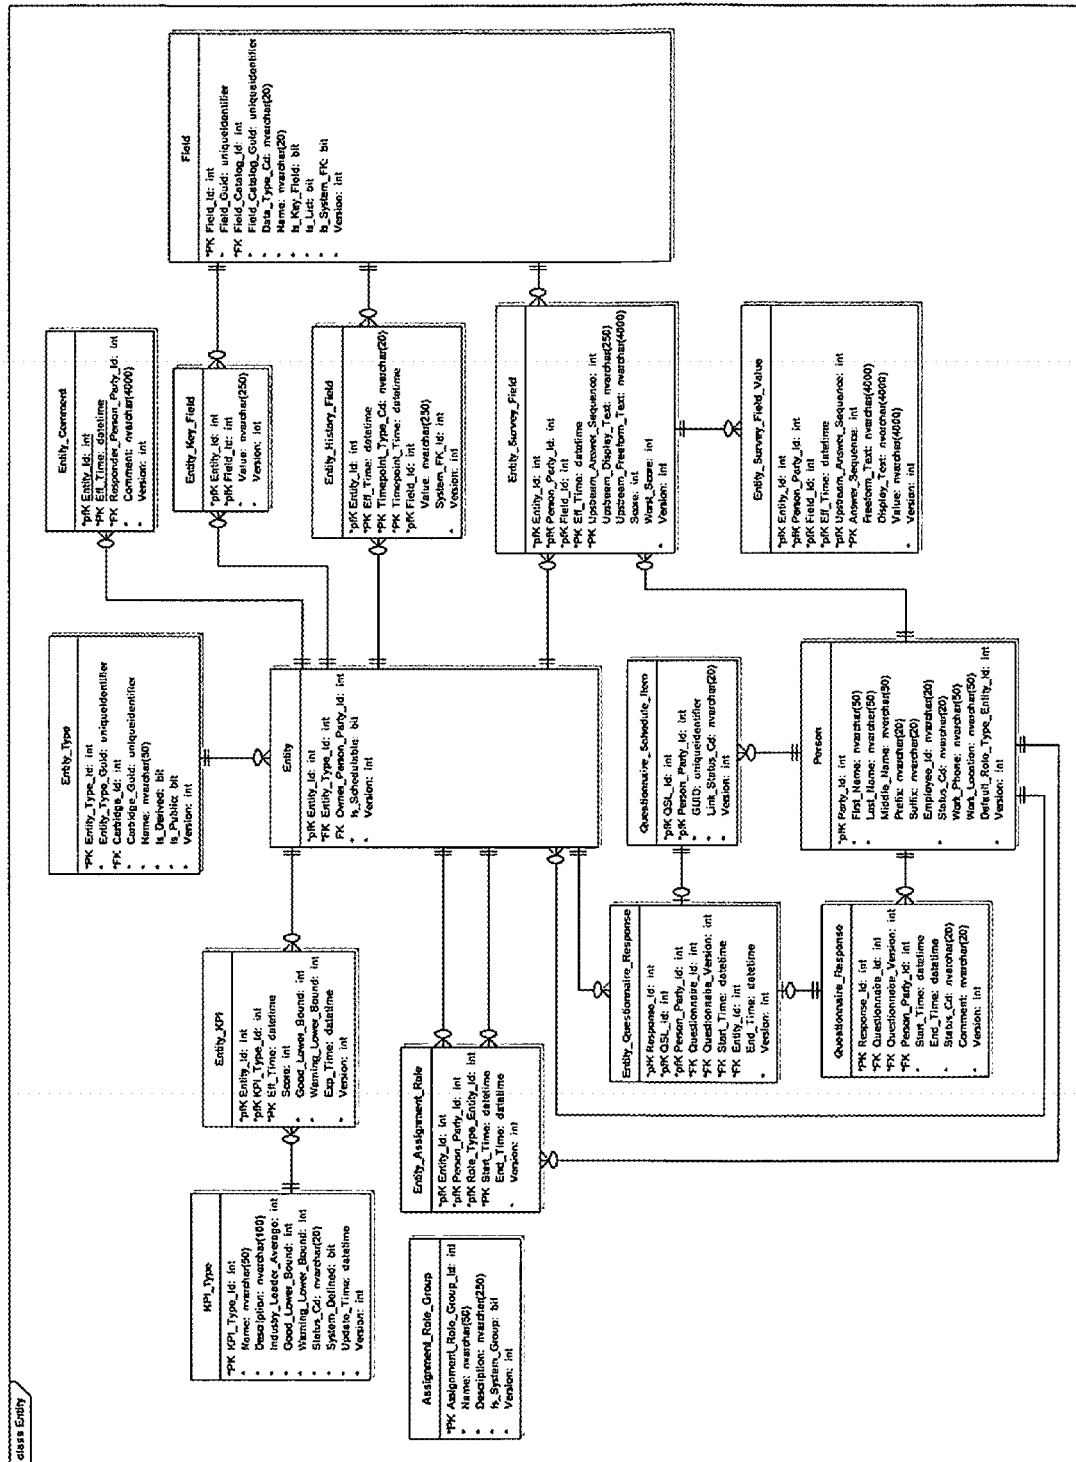 class Entity
KPI_Type
*PK KPI_Type_Id: int
* Name: nvarchar(50)
* Description: nvarchar(100)
* Industry_Leader_Average: int
* Good_Lower_Bound: int
* Warning_Lower_Bound: int
* Status_Cd: nvarchar(20)
* System_Defined: bit
* Update_Time: datetime
* Version: int
Entity_KPI
*pfK Entity_Id: int
*pfK KPI_Type_Id: int
*PK Eff_Time: datetime
Score: int
* Good_Lower_Bound: int
* Warning_Lower_Bound: int
Exp_Time: datetime
* Version: int
Entity_Type
*PK Entity_Type_Id: int
* Entity_Type_Guid: uniqueidentifier
*FK Cartridge_Id: int
* Cartridge_Guid: uniqueidentifier
* Name: nvarchar(50)
* Is_Derived: bit
* Is_Public: bit
* Version: int
Entity_Comment
*pfK Entity_Id: int
*PK Eff_Time: datetime
*FK Responder_Person_Party_Id: int
* Comment: nvarchar(4000)
* Version: int
Entity_Key_Field
*pfK Entity_Id: int
*pfK Field_Id: int
* Value: nvarchar(250)
* Version: int
Field
*PK Field_Id: int
* Field_Guid: uniqueidentifier
*FK Field_Catalog_Id: int
* Field_Catalog_Guid: uniqueidentifier
* Data_Type_Cd: nvarchar(20)
* Name: nvarchar(20)
* Is_Key_Field: bit
* Is_List: bit
* Is_System_FK: bit
* Version: int
Entity
*pfK Entity_Id: int
*FK Entity_Type_Id: int
FK Owner_Person_Party_Id: int
* Is_Schedulable: bit
* Version: int
Entity_History_Field
*pfK Entity_Id: int
*PK Eff_Time: datetime
*PK Timepoint_Type_Cd: nvarchar(20)
*PK Timepoint_Time: datetime
*pfK Field_Id: int
Value: nvarchar(250)
System_FK_Id: int
* Version: int
Assignment_Role_Group
*PK Assignment_Role_Group_Id: int
* Name: nvarchar(50)
* Description: nvarchar(250)
* Is_System_Group: bit
* Version: int
Entity_Assignment_Role
*pfK Entity_Id: int
*pfK Person_Party_Id: int
*pfK Role_Type_Entity_Id: int
*PK Start_Time: datetime
End_Time: datetime
* Version: int
Entity_Survey_Field
*pfK Entity_Id: int
*pfK Person_Party_Id: int
*pfK Field_Id: int
*PK Eff_Time: datetime
*PK Upstream_Answer_Sequence: int
Upstream_Display_Text: nvarchar(250)
Upstream_Freeform_Text: nvarchar(4000)
Score: int
Worst_Score: int
* Version: int
Entity_Questionnaire_Response
*pfK Response_Id: int
*pfK QSL_Id: int
*pfK Person_Party_Id: int
*FK Questionnaire_Id: int
*FK Questionnaire_Version: int
*FK Start_Time: datetime
*FK Entity_Id: int
End_Time: datetime
* Version: int
Questionnaire_Schedule_Item
*pfK QSL_Id: int
*pfK Person_Party_Id: int
* GUID: uniqueidentifier
* Link_Status_Cd: nvarchar(20)
* Version: int
Entity_Survey_Field_Value
*pfK Entity_Id: int
*pfK Person_Party_Id: int
*pfK Field_Id: int
*pfK Eff_Time: datetime
*pfK Upstream_Answer_Sequence: int
*PK Answer_Sequence: int
Freeform_Text: nvarchar(4000)
Display_Text: nvarchar(4000)
Value: nvarchar(4000)
* Version: int
Questionnaire_Response
*PK Response_Id: int
*FK Questionnaire_Id: int
*FK Questionnaire_Version: int
*FK Person_Party_Id: int
* Start_Time: datetime
End_Time: datetime
* Status_Cd: nvarchar(20)
Comment: nvarchar(20)
* Version: int
Person
*pfK Party_Id: int
* First_Name: nvarchar(50)
* Last_Name: nvarchar(50)
Middle_Name: nvarchar(50)
Prefix: nvarchar(20)
Suffix: nvarchar(20)
Employee_Id: nvarchar(20)
* Status_Cd: nvarchar(20)
Work_Phone: nvarchar(50)
Work_Location: nvarchar(50)
Default_Role_Type_Entity_Id: int
* Version: int